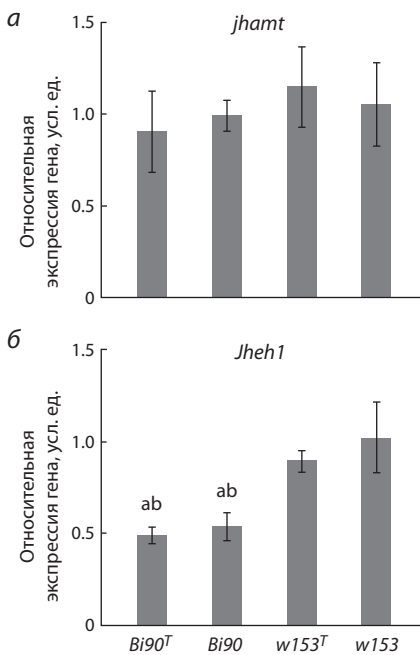 а
jhamt
Относительная
экспрессия гена, усл. ед.
1.5
1.0
0.5
0
б
Jheh1
Относительная
экспрессия гена, усл. ед.
1.5
1.0
0.5
0
ab
ab
Bi90ᵀ Bi90 w153ᵀ w153